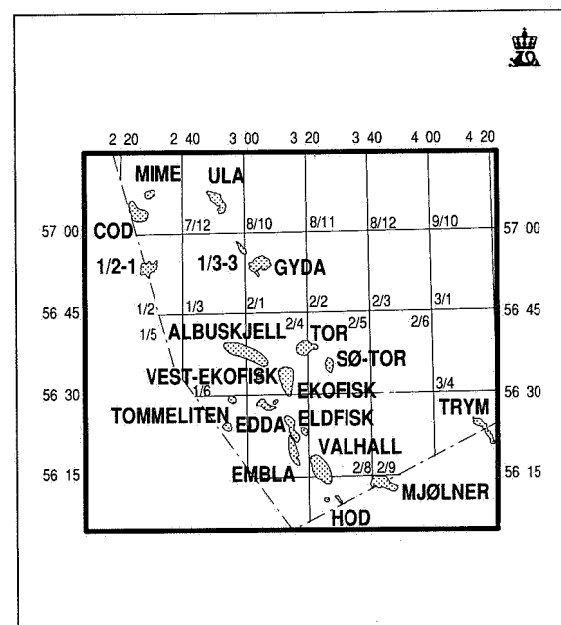 2 20 2 40 3 00 3 20 3 40 4 00 4 20
MIME ULA
COD 7/12 8/10 8/11 8/12 9/10
57 00 57 00
1/2-1 1/3-3 GYDA
1/2 1/3 2/1 2/2 2/3 3/1
56 45 56 45
1/5 ALBUSKJELL 2/4 TOR 2/5 2/6
SØ-TOR
VEST-EKOFISK
EKOFISK
56 30 1/6 3/4 56 30
TOMMELITEN EDDA ELDFISK TRYM
VALHALL
56 15 EMBLA 2/8 2/9 56 15
MJØLNER
HOD